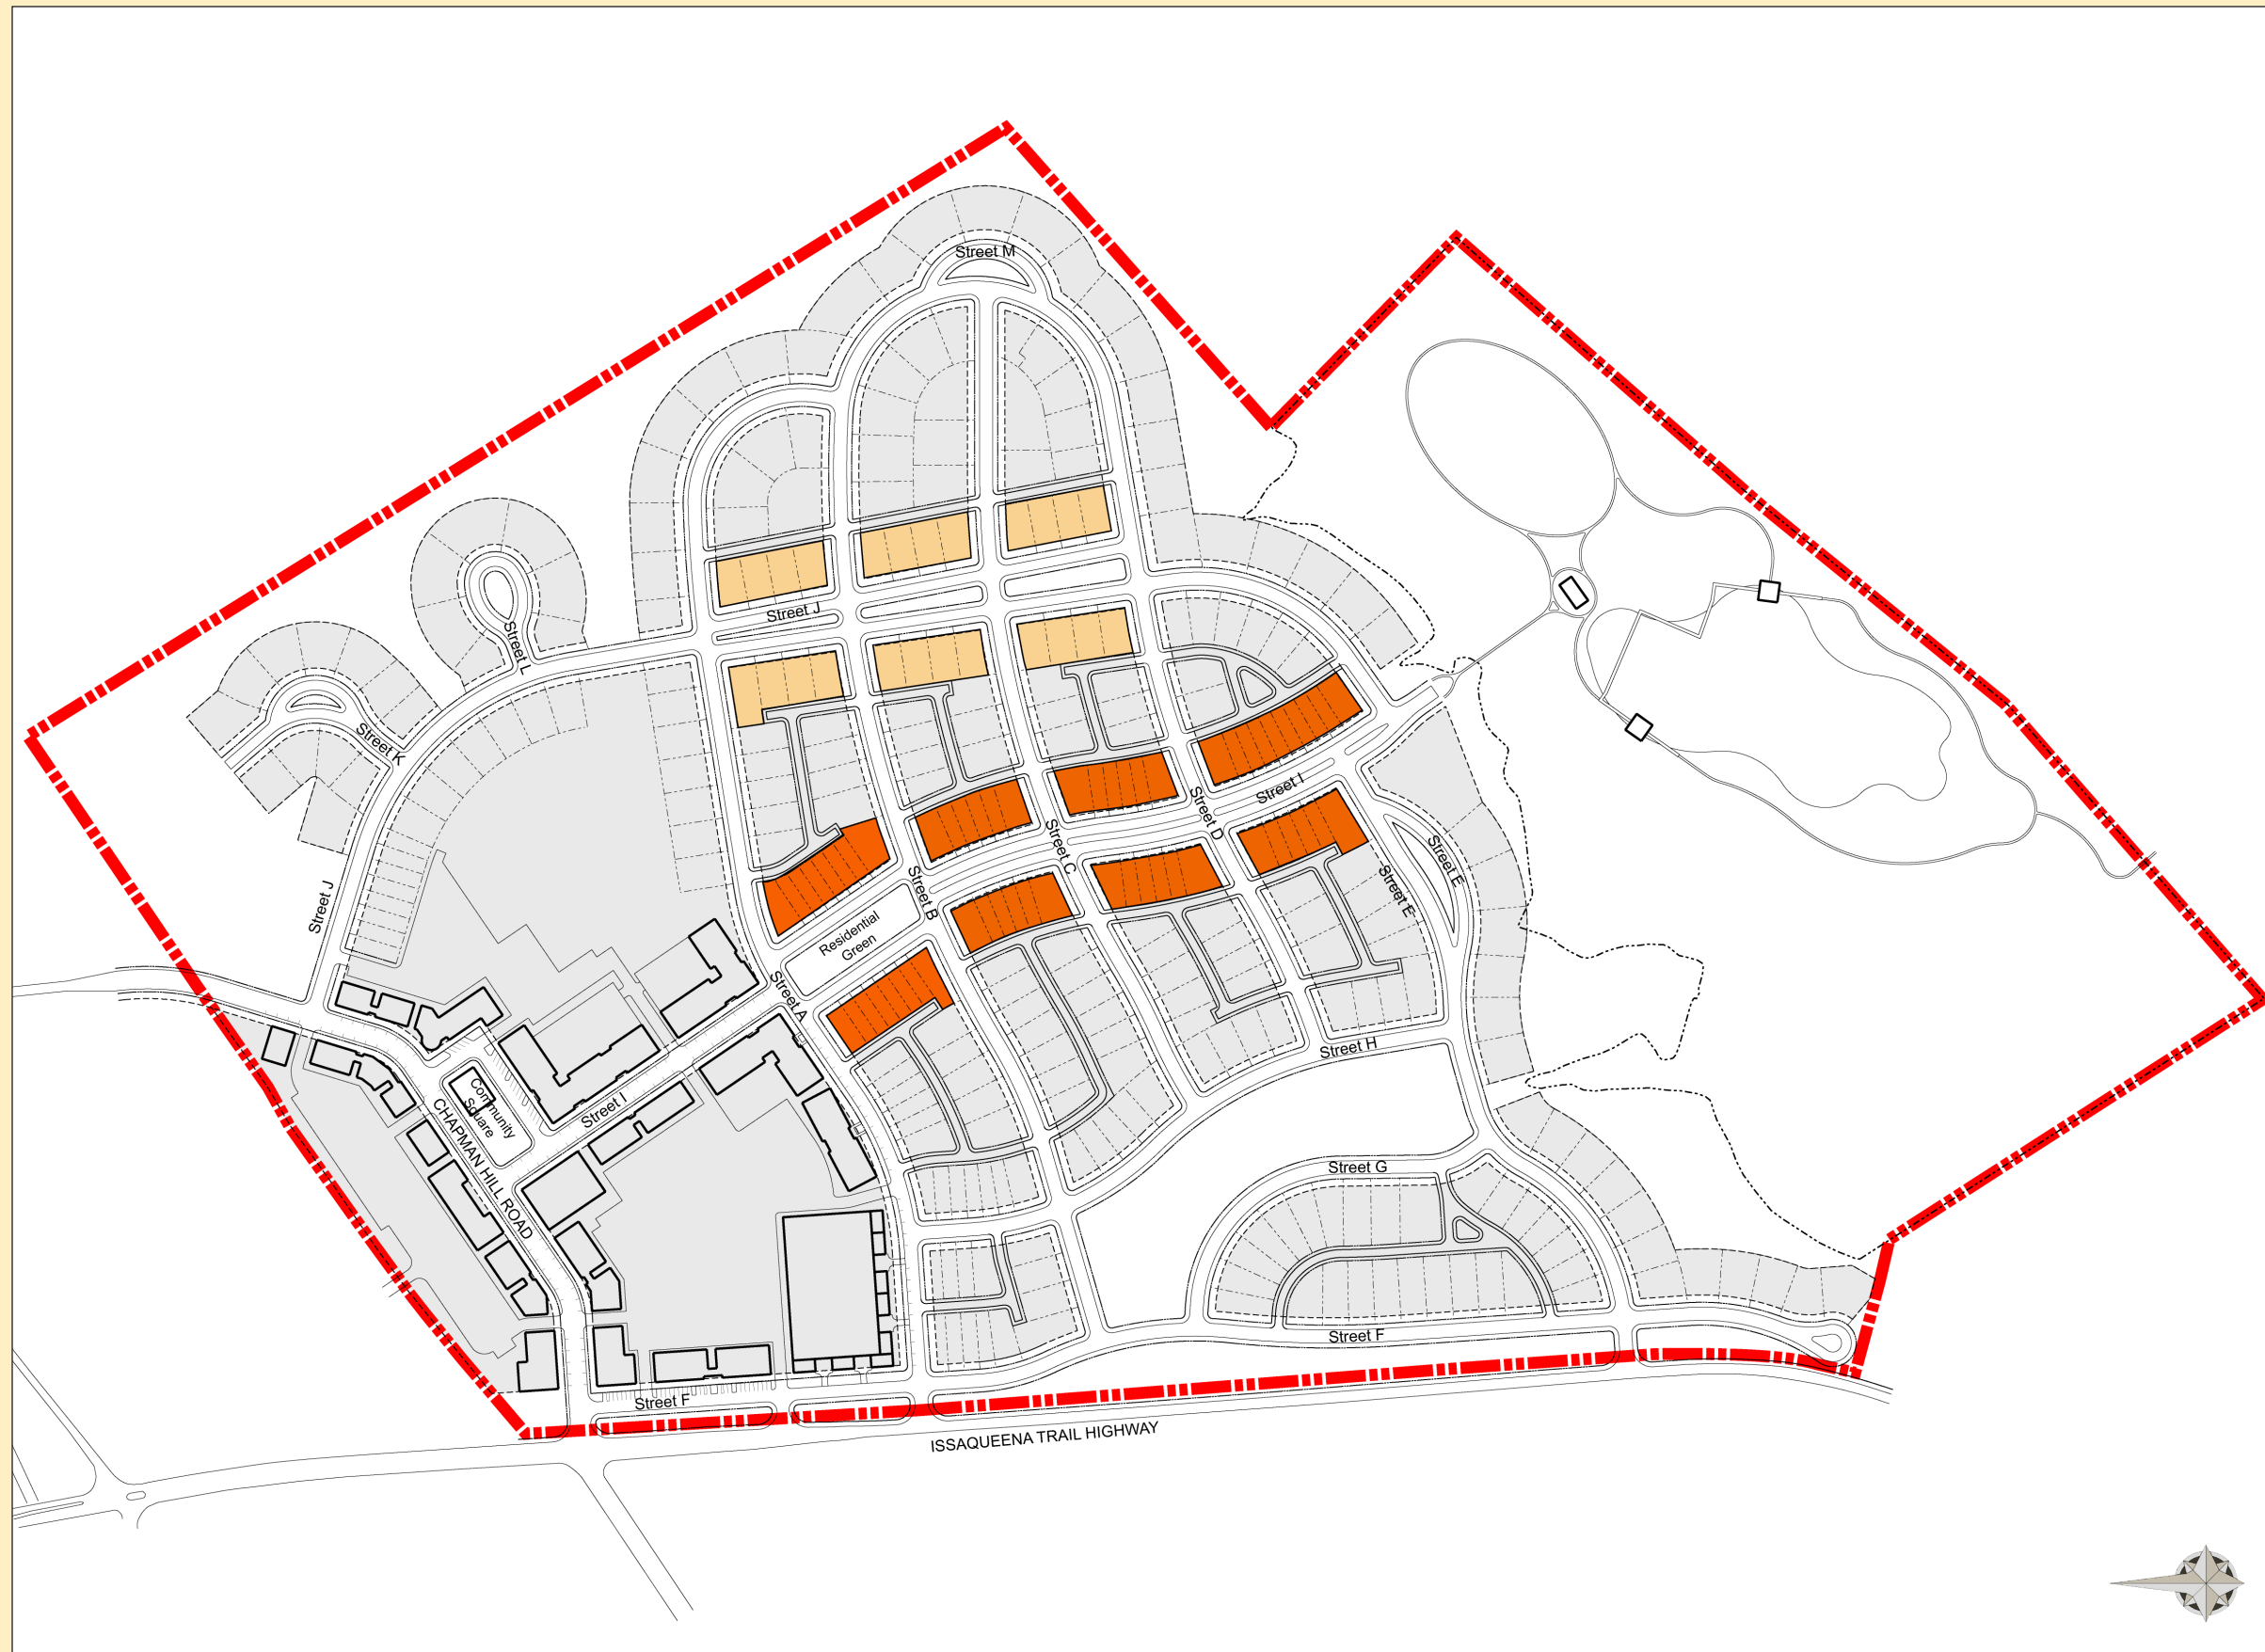 Street M
Street J
Street L
Street K
Street I
Street D
Street C
Street E
Street E
Street B
Street J
Residential
Green
Street A
Street H
Community
Square
Street I
CHAPMAN HILL ROAD
Street G
Street F
Street F
ISSAQUEENA TRAIL HIGHWAY